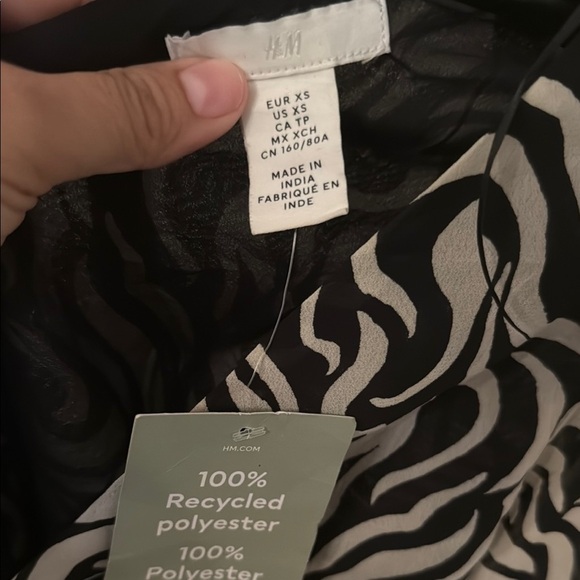 H&M
EUR XS
US XS
CA TP
MX XCH
CN 160/80A
MADE IN
INDIA
FABRIQUÉ EN
INDE
HM.COM
100%
Recycled
polyester
100%
Polyester